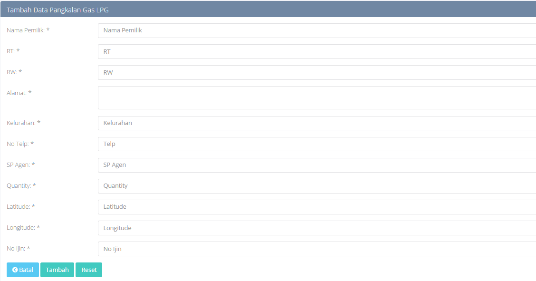 Tambah Data Pangkalan Gas LPG
Nama Pemilik: * Nama Pemilik
RT: * RT
RW: * RW
Alamat: *
Kelurahan: * Kelurahan
No Telp: * Telp
SP Agen: * SP Agen
Quantity: * Quantity
Latitude: * Latitude
Longitude: * Longitude
No Ijin: * No Ijin
Batal Tambah Reset